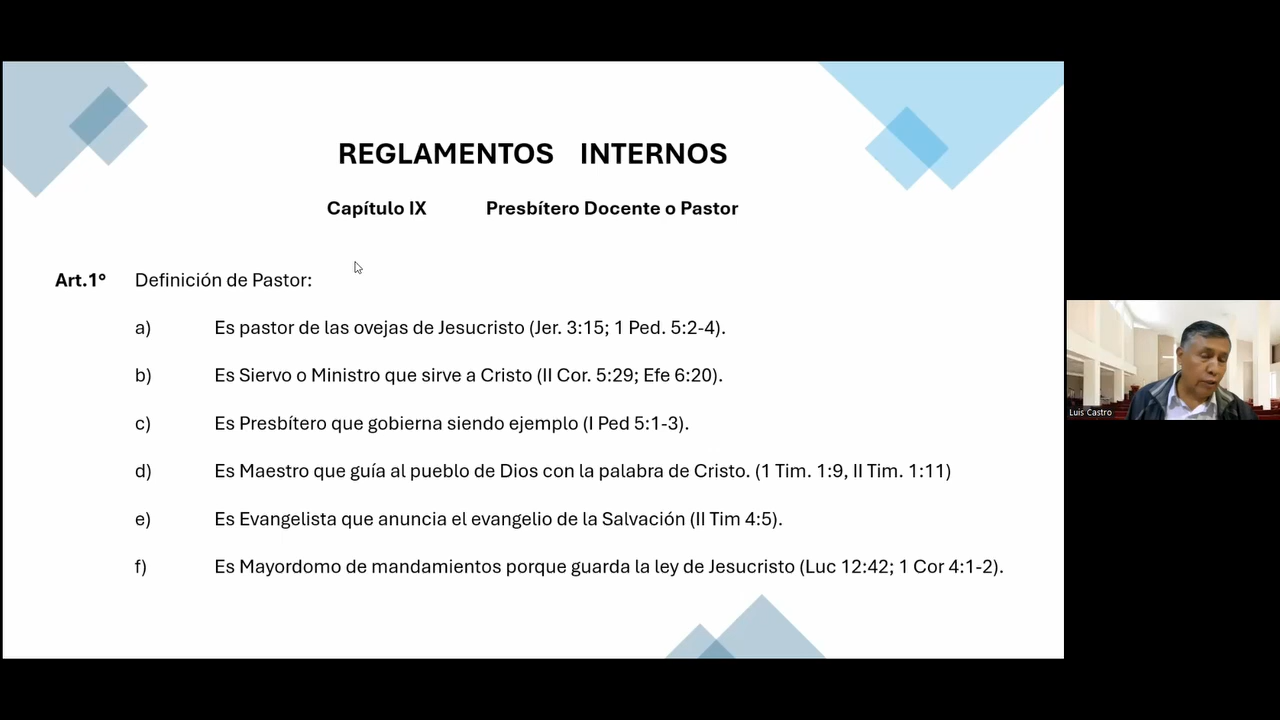 REGLAMENTOS INTERNOS
Capítulo IX Presbítero Docente o Pastor
Art.1° Definición de Pastor:
a) Es pastor de las ovejas de Jesucristo (Jer. 3:15; 1 Ped. 5:2-4).
b) Es Siervo o Ministro que sirve a Cristo (II Cor. 5:29; Efe 6:20).
c) Es Presbítero que gobierna siendo ejemplo (I Ped 5:1-3).
d) Es Maestro que guía al pueblo de Dios con la palabra de Cristo. (1 Tim. 1:9, II Tim. 1:11)
e) Es Evangelista que anuncia el evangelio de la Salvación (II Tim 4:5).
f) Es Mayordomo de mandamientos porque guarda la ley de Jesucristo (Luc 12:42; 1 Cor 4:1-2).
Luis Castro